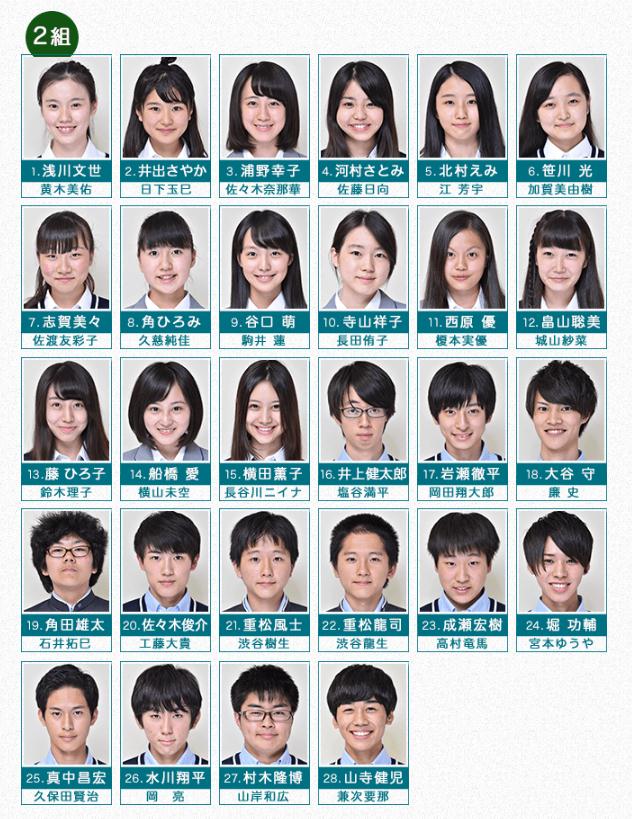 2組
1.浅川文世
黄木美佑
2.井出さやか
日下玉巳
3.浦野幸子
佐々木奈那華
4.河村さとみ
佐藤日向
5.北村えみ
江 芳宇
6.笹川 光
加賀美由樹
7.志賀美々
佐渡友彩子
8.角ひろみ
久慈純佳
9.谷口 萌
駒井 蓮
10.寺山祥子
長田侑子
11.西原 優
榎本実優
12.畠山聡美
城山紗菜
13.藤 ひろ子
鈴木理子
14.船橋 愛
横山未空
15.横田薫子
長谷川ニイナ
16.井上健太郎
塩谷満平
17.岩瀬徹平
岡田翔大郎
18.大谷 守
廉 史
19.角田雄太
石井拓巳
20.佐々木俊介
工藤大貴
21.重松風士
渋谷樹生
22.重松龍司
渋谷龍生
23.成瀬宏樹
高村竜馬
24.堀 功輔
宮本ゆうや
25.真中昌宏
久保田賢治
26.水川翔平
岡 亮
27.村木隆博
山岸和広
28.山寺健児
兼次要那